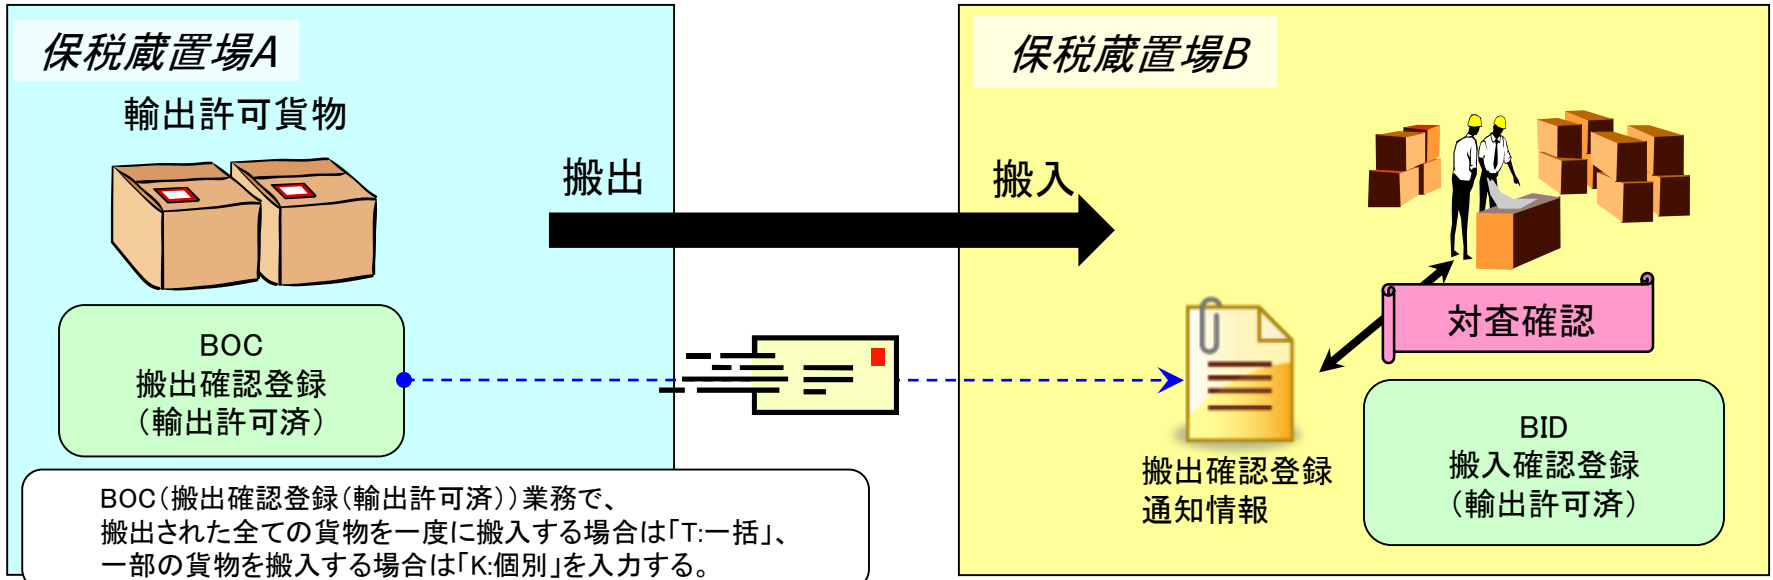 保税蔵置場A
輸出許可貨物
搬出
BOC
搬出確認登録
（輸出許可済）
BOC（搬出確認登録（輸出許可済））業務で、
搬出された全ての貨物を一度に搬入する場合は「T:一括」、
一部の貨物を搬入する場合は「K:個別」を入力する。
保税蔵置場B
搬入
対査確認
搬出確認登録
通知情報
BID
搬入確認登録
（輸出許可済）